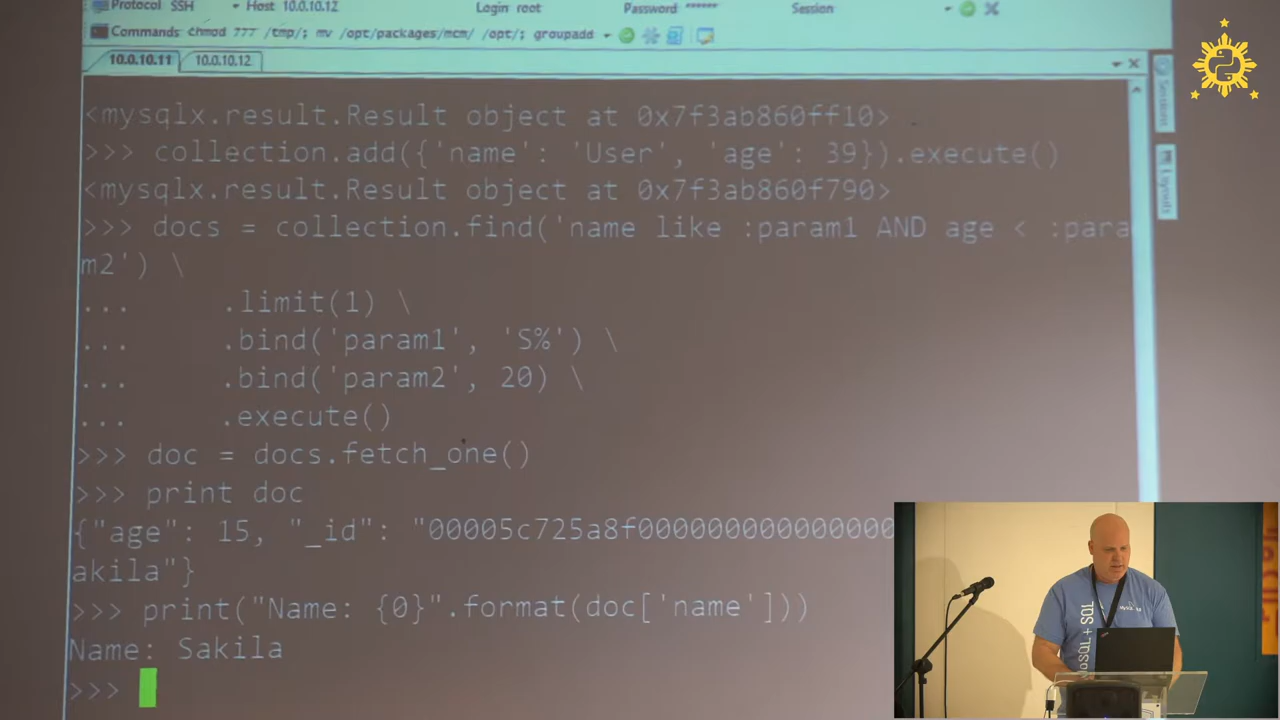 Protocol SSH Host 10.0.10.12 Login root Password ****** Session
Commands chmod 777 /tmp/; mv /opt/packages/mcm/ /opt/; groupadd
10.0.10.11 10.0.10.12
<mysqlx.result.Result object at 0x7f3ab860ff10>
>>> collection.add({'name': 'User', 'age': 39}).execute()
<mysqlx.result.Result object at 0x7f3ab860f790>
>>> docs = collection.find('name like :param1 AND age < :para
m2') \
... .limit(1) \
... .bind('param1', 'S%') \
... .bind('param2', 20) \
... .execute()
>>> doc = docs.fetch_one()
>>> print doc
{"age": 15, "_id": "00005c725a8f0000000000000000
akila"}
>>> print("Name: {0}".format(doc['name']))
Name: Sakila
>>>
Sessions
Layouts